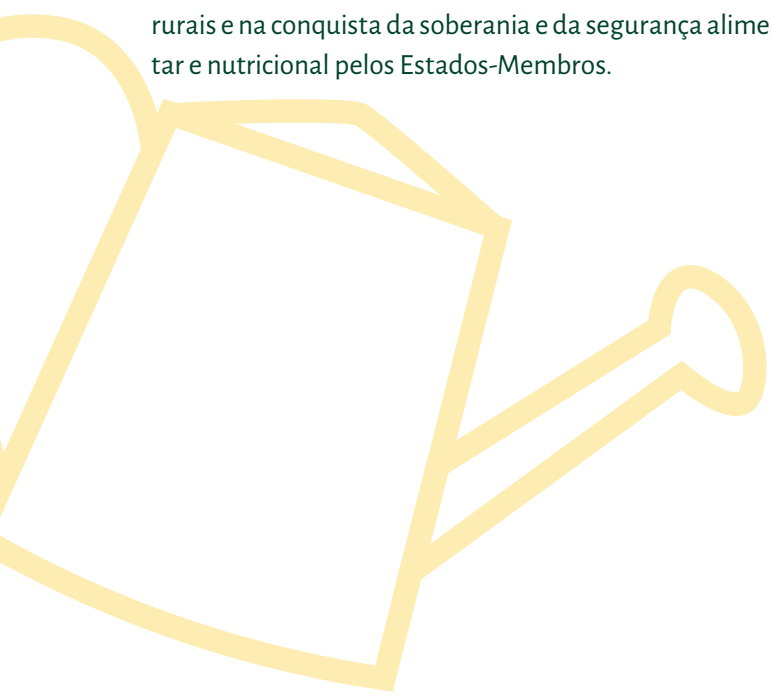 rurais e na conquista da soberania e da segurança alime
tar e nutricional pelos Estados-Membros.